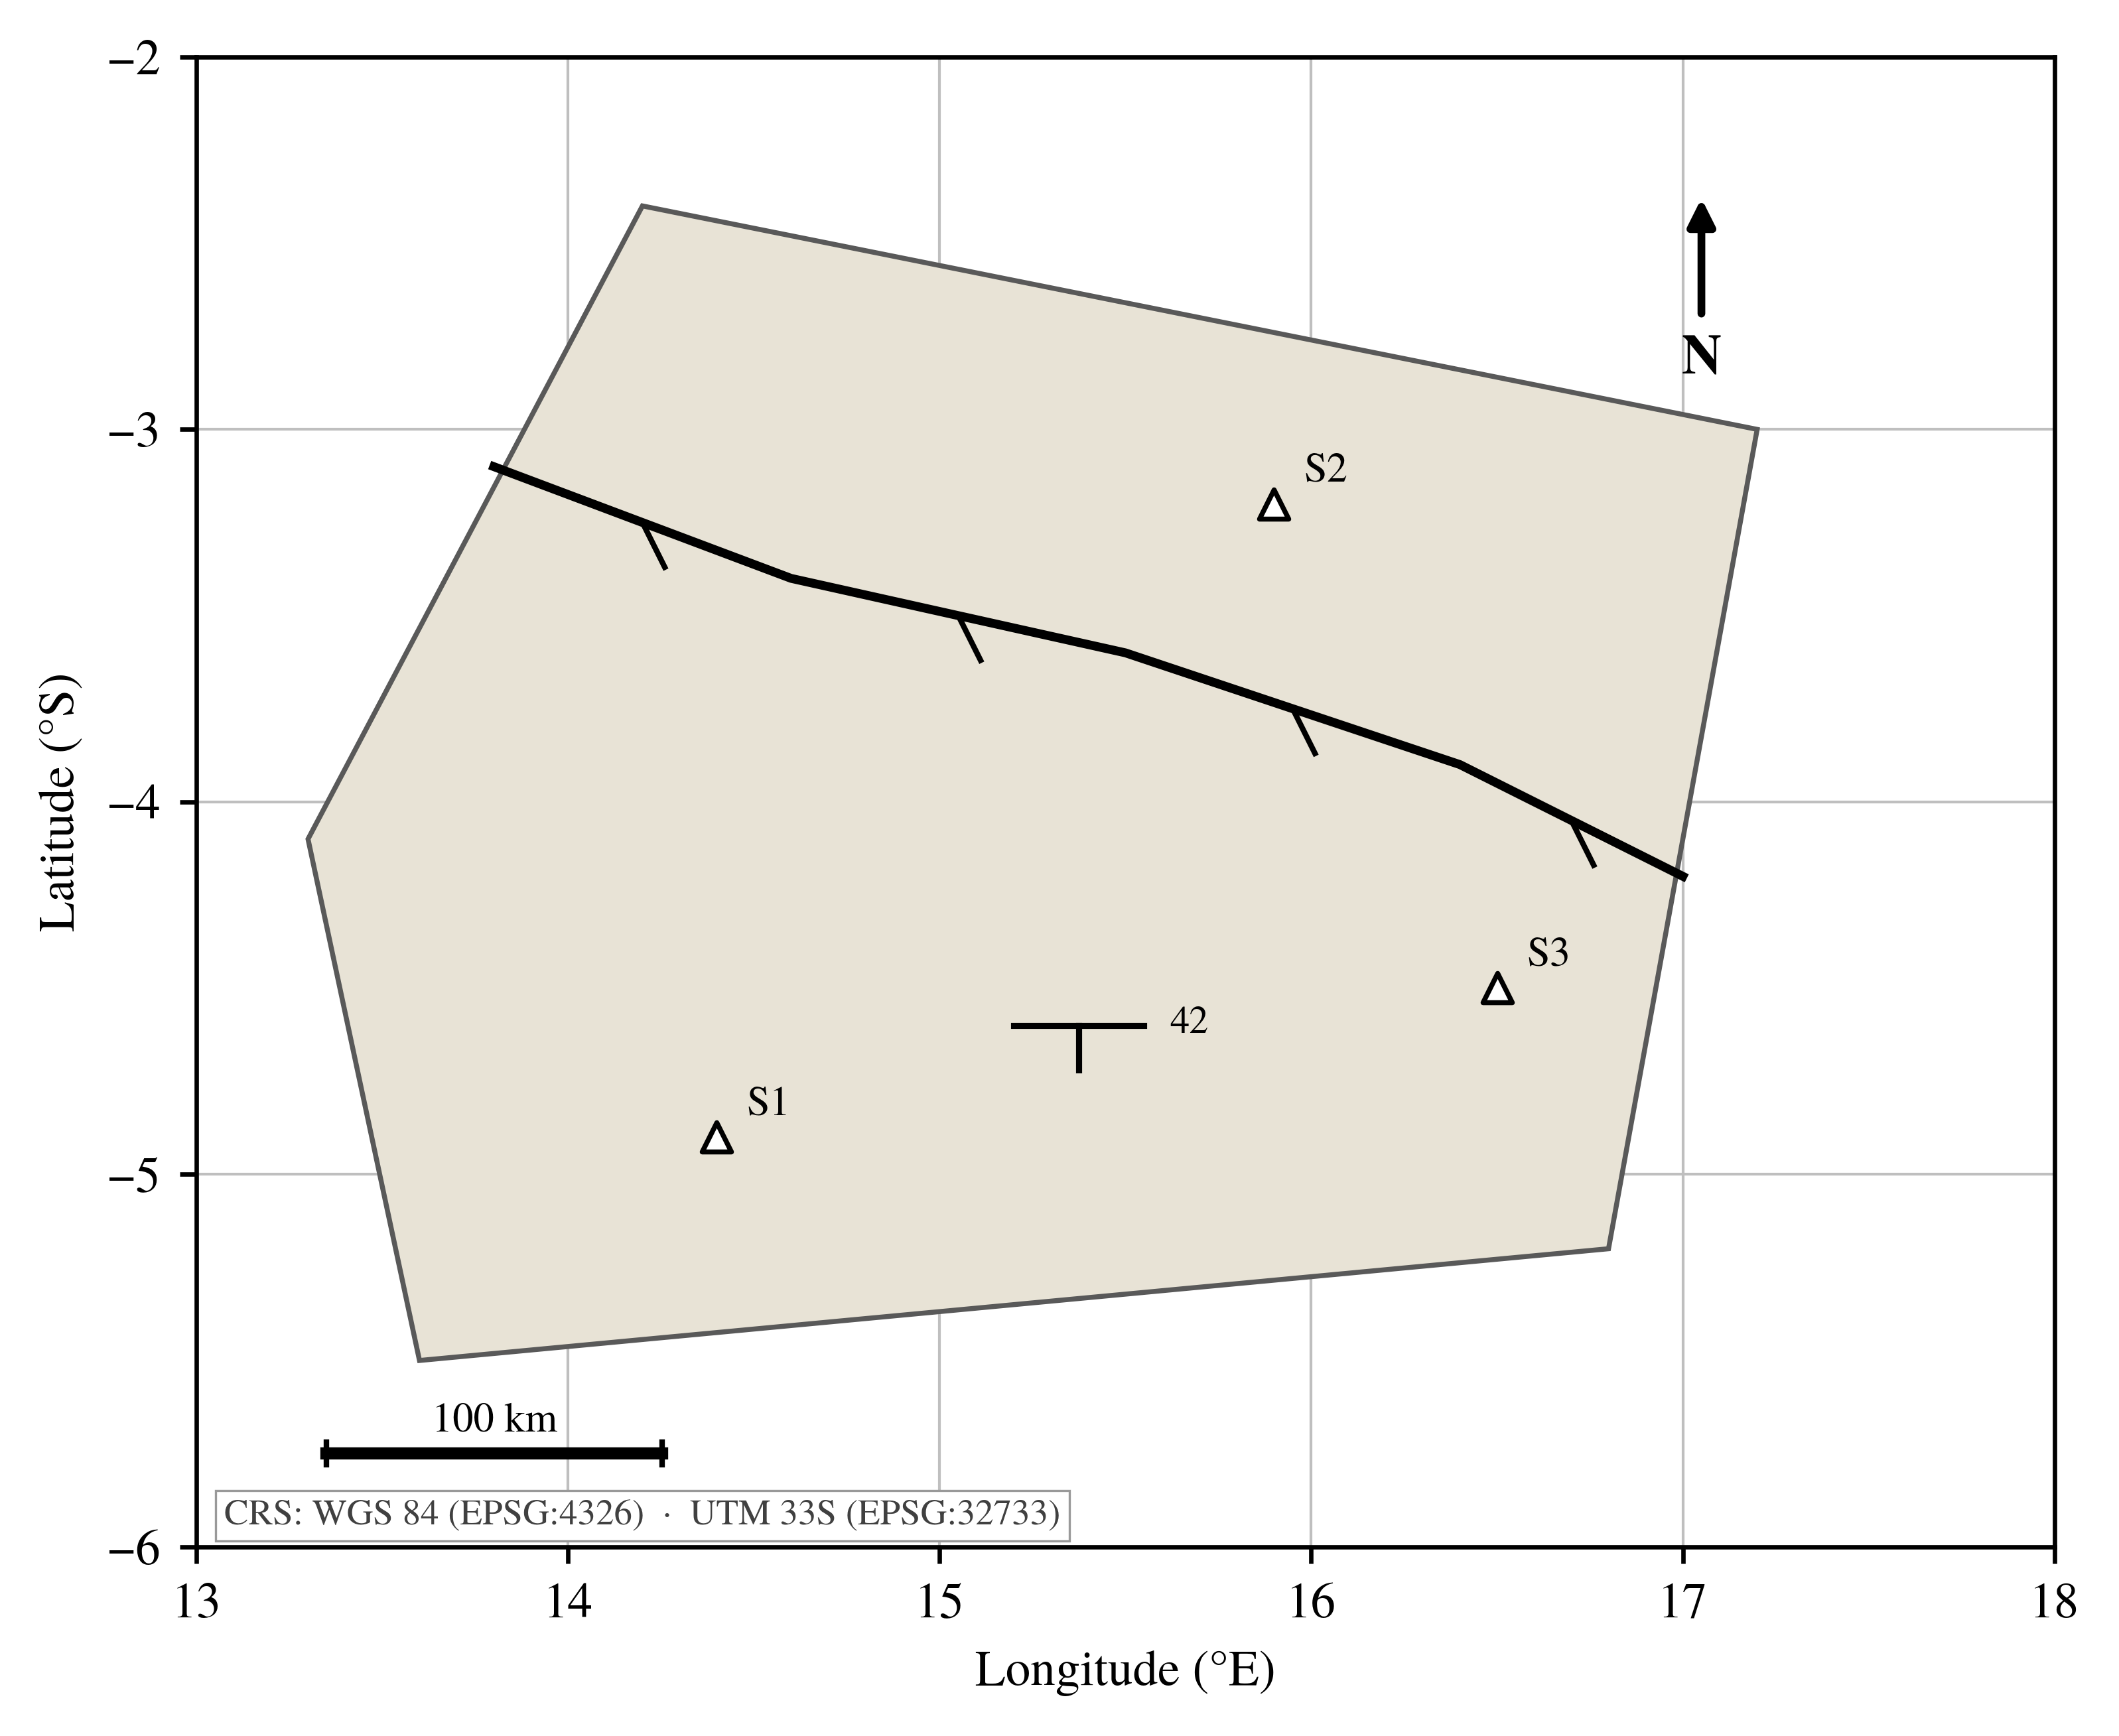 −2
−3
−4
−5
−6
Latitude (°S)
N
S2
S3
42
S1
100 km
CRS: WGS 84 (EPSG:4326) · UTM 33S (EPSG:32733)
13
14
15
16
17
18
Longitude (°E)